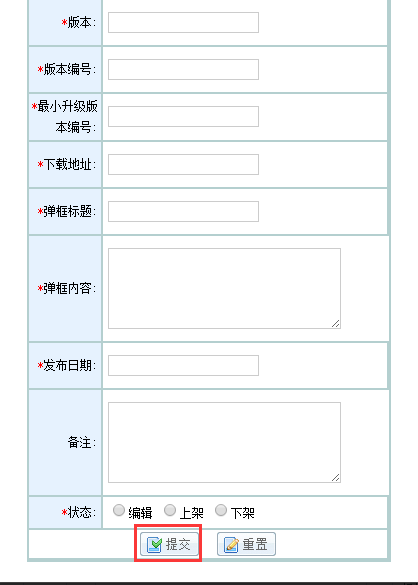 *版本:
*版本编号:
*最小升级版
本编号:
*下载地址:
*弹框标题:
*弹框内容:
*发布日期:
备注:
*状态: 编辑 上架 下架
提交 重置